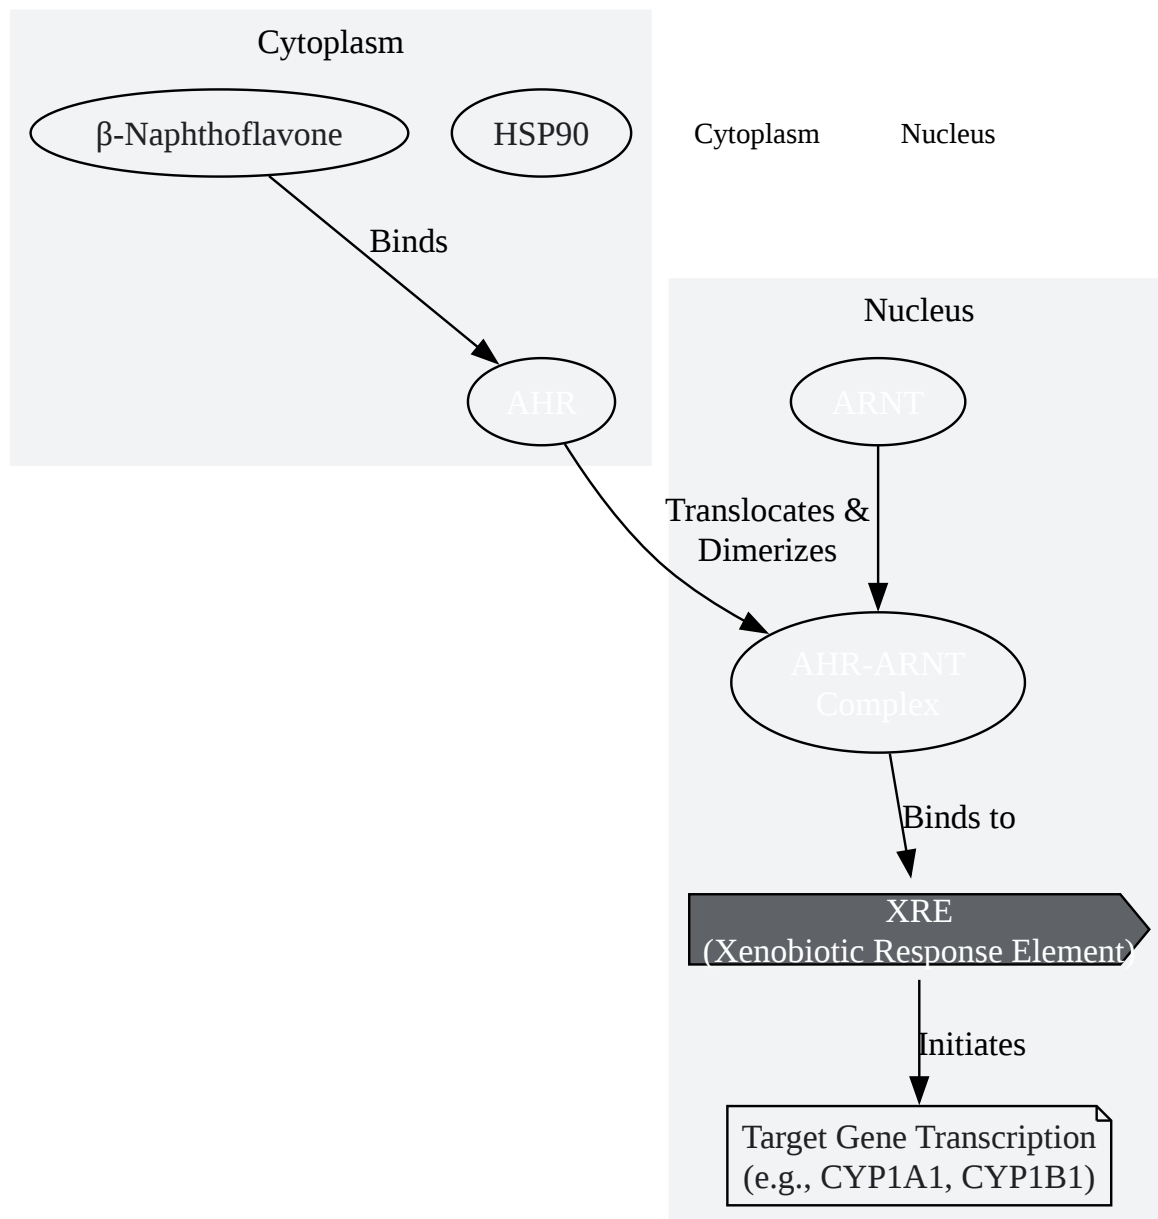 Cytoplasm
β-Naphthoflavone
HSP90
Cytoplasm
Nucleus
Binds
Nucleus
AHR
ARNT
Translocates &
Dimerizes
AHR-ARNT
Complex
Binds to
XRE
(Xenobiotic Response Element)
Initiates
Target Gene Transcription
(e.g., CYP1A1, CYP1B1)